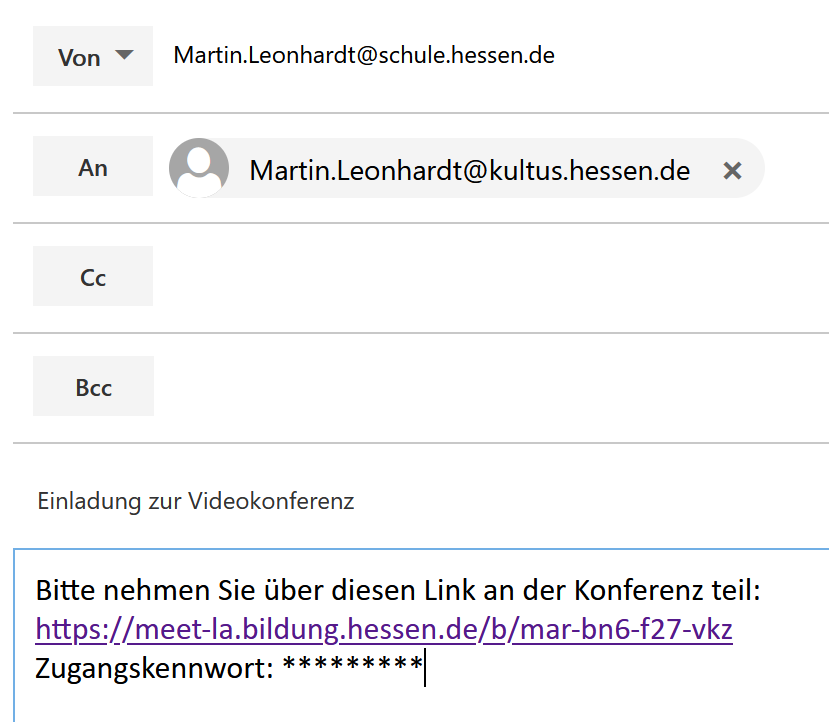 Von Martin.Leonhardt@schule.hessen.de
An Martin.Leonhardt@kultus.hessen.de
Cc
Bcc
Einladung zur Videokonferenz
Bitte nehmen Sie über diesen Link an der Konferenz teil:
https://meet-la.bildung.hessen.de/b/mar-bn6-f27-vkz
Zugangskennwort: *********